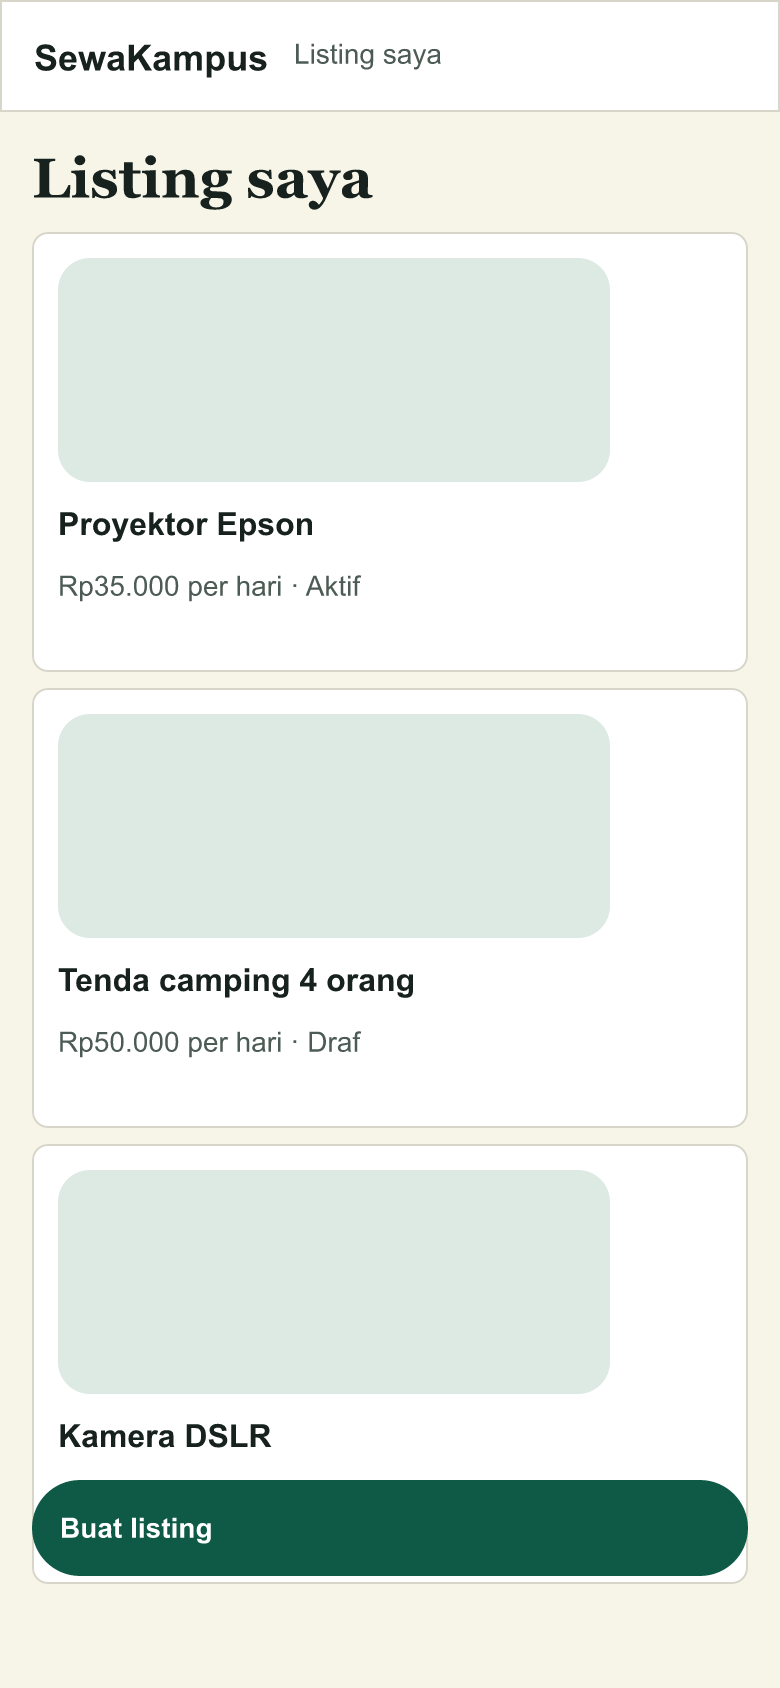 SewaKampus Listing saya
Listing saya
Proyektor Epson
Rp35.000 per hari · Aktif
Tenda camping 4 orang
Rp50.000 per hari · Draf
Kamera DSLR
Buat listing